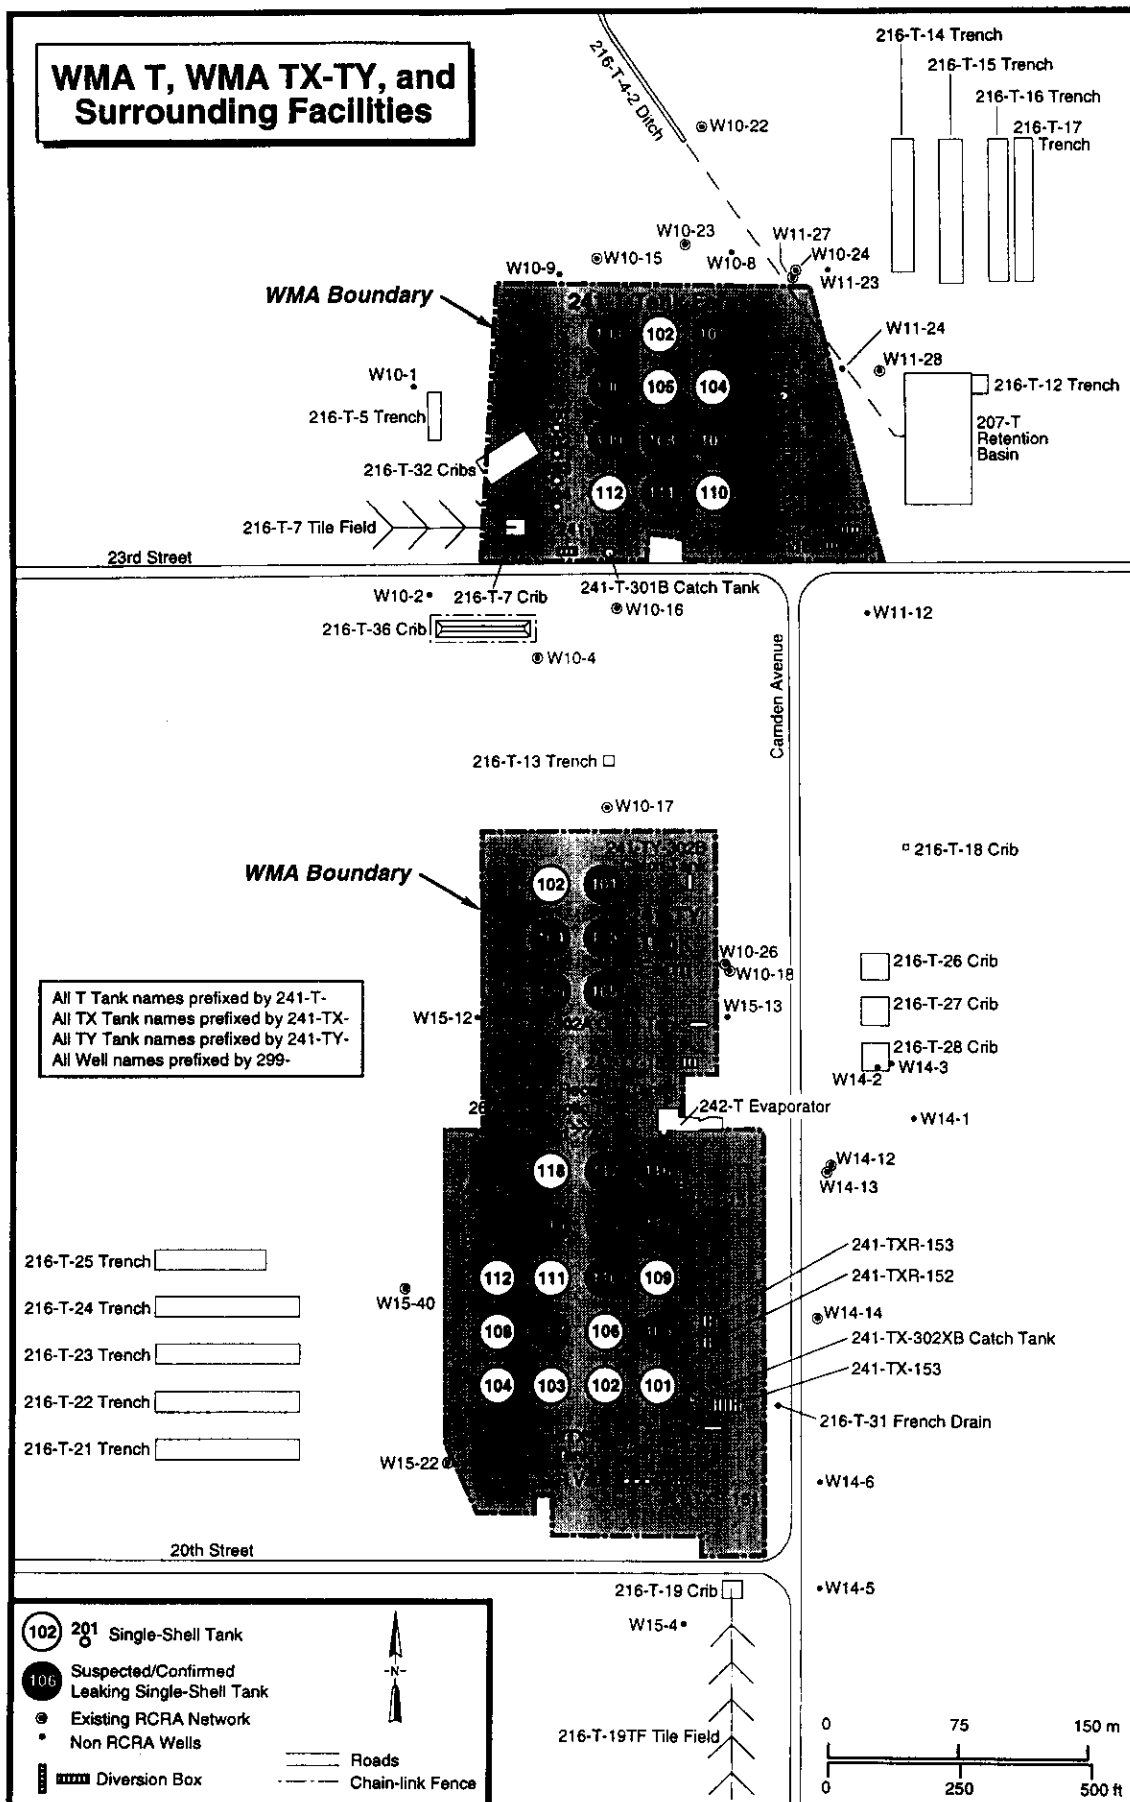 WMA T, WMA TX-TY, and
Surrounding Facilities
216-T-4-2 Ditch
W10-22
216-T-14 Trench
216-T-15 Trench
216-T-16 Trench
216-T-17
Trench
W10-23
W11-27
W10-24
W10-15
W10-8
W10-9
W11-23
WMA Boundary
102
W11-24
W11-28
W10-1
105
104
216-T-12 Trench
216-T-5 Trench
207-T
Retention
Basin
216-T-32 Cribs
112
111
110
216-T-7 Tile Field
23rd Street
W10-2
216-T-7 Crib
241-T-301B Catch Tank
W10-16
W11-12
216-T-36 Crib
W10-4
Camden Avenue
216-T-13 Trench
W10-17
241-TY-302B
216-T-18 Crib
WMA Boundary
102
101
W10-26
W10-18
216-T-26 Crib
All T Tank names prefixed by 241-T-
All TX Tank names prefixed by 241-TX-
All TY Tank names prefixed by 241-TY-
All Well names prefixed by 299-
W15-12
W15-13
216-T-27 Crib
216-T-28 Crib
W14-3
W14-2
242-T Evaporator
W14-1
118
W14-12
W14-13
241-TXR-153
216-T-25 Trench
112
111
109
241-TXR-152
W15-40
216-T-24 Trench
W14-14
108
106
241-TX-302XB Catch Tank
216-T-23 Trench
241-TX-153
104
103
102
101
216-T-22 Trench
216-T-31 French Drain
216-T-21 Trench
W15-22
W14-6
20th Street
216-T-19 Crib
W14-5
W15-4
102 201 Single-Shell Tank
106 Suspected/Confirmed
Leaking Single-Shell Tank
Existing RCRA Network
Non RCRA Wells
Diversion Box
-N-
Roads
Chain-link Fence
216-T-19TF Tile Field
0 75 150 m
0 250 500 ft